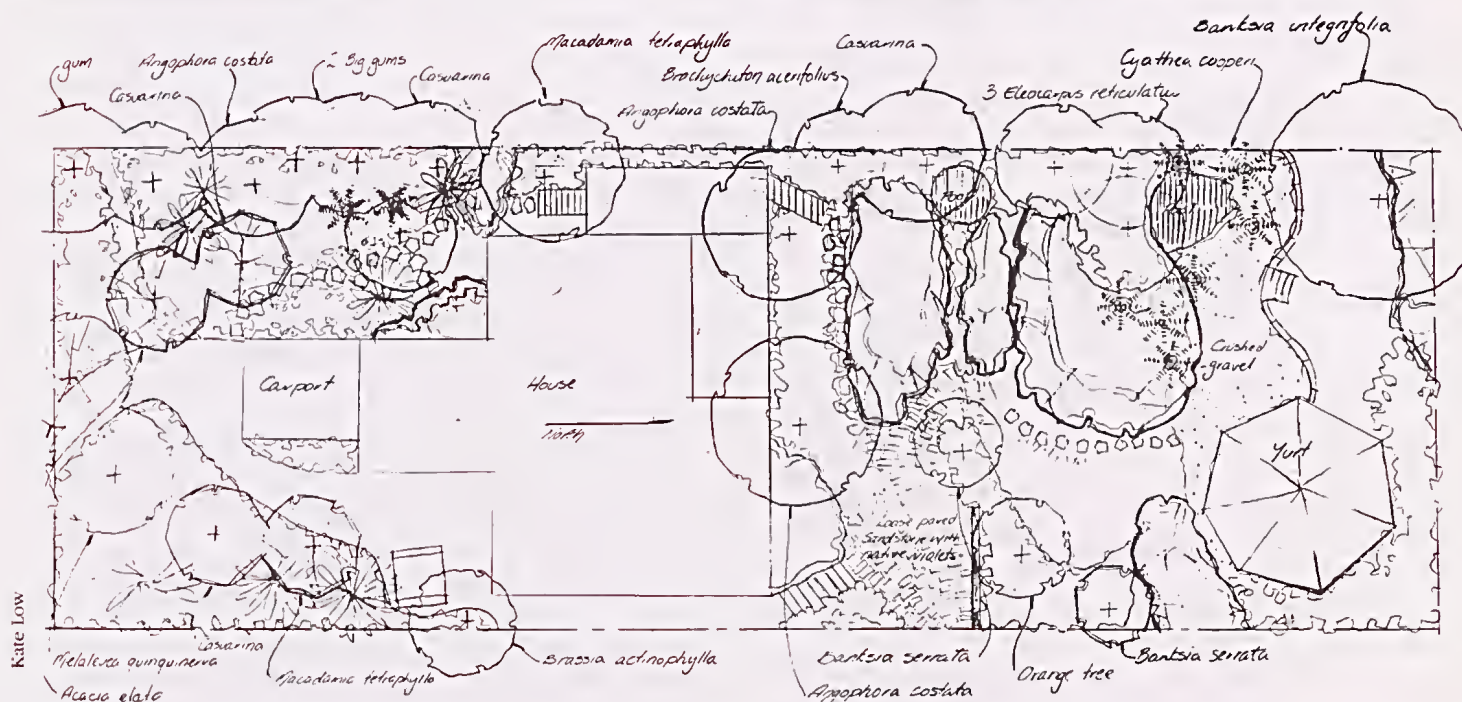 gum
Angophora costata
Big gums
Casuarina
Casuarina
Macadamia tetraphylla
Casuarina
Brachychiton acerifolius
Angophora costata
Banksia integrifolia
Cyathea cooperi
3 Eleocarpus reticulatus
Carport
House
North
Crushed
gravel
Yurt
Loose paved
Sandstone with
native violets
Kate Low
Casuarina
Melaleuca quinquinerva
Acacia elata
Macadamia tetraphylla
Brassia actinophylla
Banksia serrata
Angophora costata
Orange tree
Banksia serrata